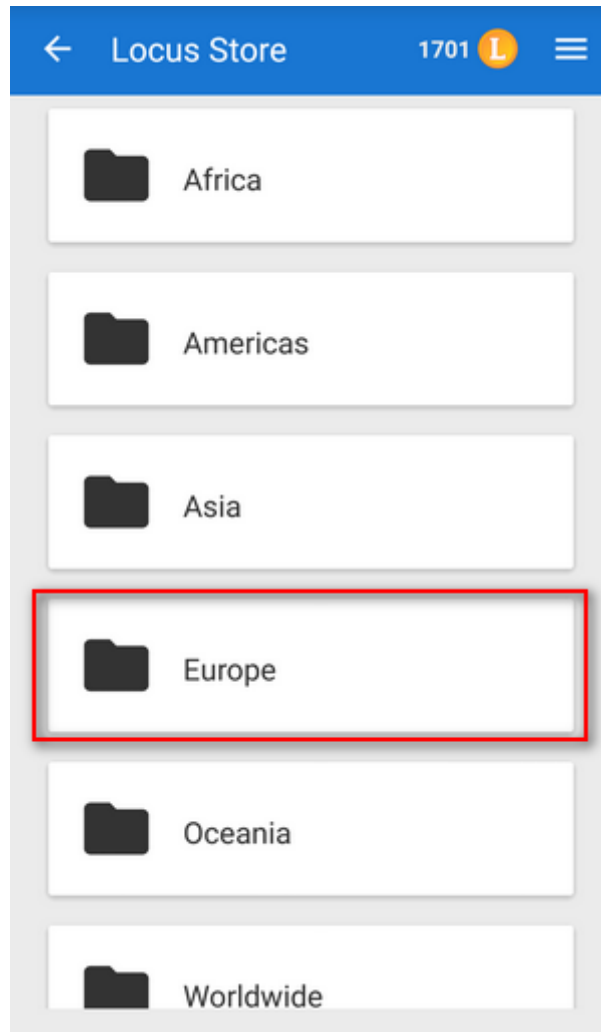 Locus Store 1701 L
Africa
Americas
Asia
Europe
Oceania
Worldwide